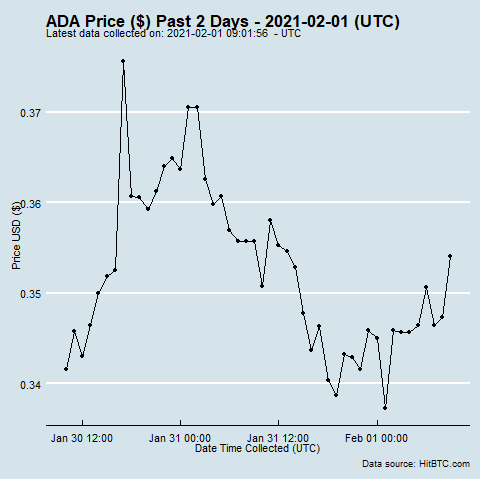 ADA Price ($) Past 2 Days - 2021-02-01 (UTC)
Latest data collected on: 2021-02-01 09:01:56 - UTC
0.37
0.36
0.35
0.34
Price USD ($)
Jan 30 12:00 Jan 31 00:00 Jan 31 12:00 Feb 01 00:00
Date Time Collected (UTC)
Data source: HitBTC.com